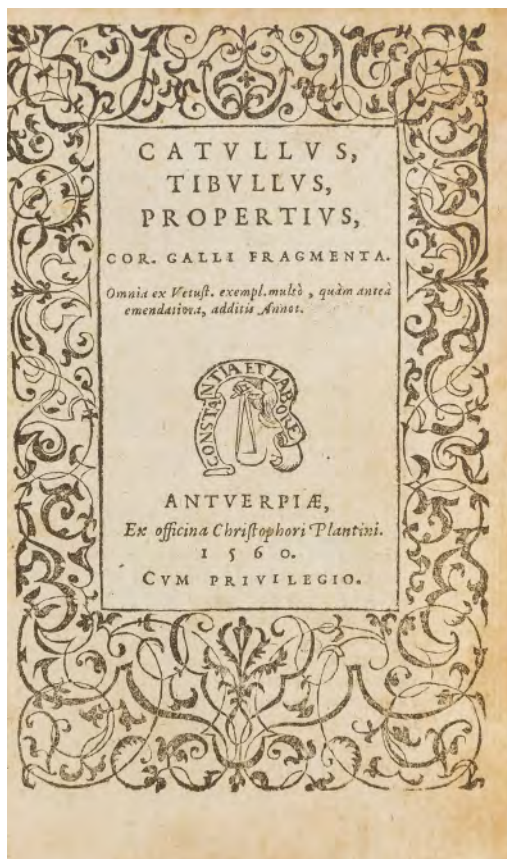 CATVLLVS,
TIBVLLVS,
PROPERTIVS,
COR. GALLI FRAGMENTA.
Omnia ex Vetuſt. exempl. multò, quàm anteà
emendatiora, additis Annot.
CONSTANTIA ET LABORE
ANTVERPIÆ,
Ex officina Chriſtophori Plantini.
1560.
CVM PRIVILEGIO.